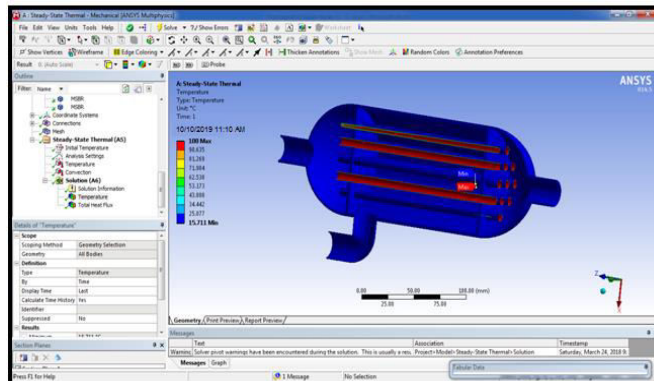 A : Steady-State Thermal - Mechanical [ANSYS Multiphysics]
File Edit View Units Tools Help Solve Show Errors Worksheet
Show Vertices Wireframe Edge Coloring Thicken Annotations Show Mesh Random Colors Annotation Preferences
Result Probe
Outline
Filter: Name
MSBR
MSBR
Coordinate Systems
Connections
Mesh
Steady-State Thermal (A5)
Initial Temperature
Analysis Settings
Temperature
Convection
Solution (A6)
Solution Information
Temperature
Total Heat Flux
Details of "Temperature"
Scope
Scoping Method Geometry Selection
Geometry All Bodies
Definition
Type Temperature
By Time
Display Time Last
Calculate Time History Yes
Identifier
Suppressed No
Results
Section Planes
Press F1 for Help
A: Steady-State Thermal
Temperature
Type: Temperature
Unit: °C
Time: 1
10/10/2019 11:10 AM
100 Max
90.635
81.269
71.904
62.538
53.173
43.808
34.442
25.077
15.711 Min
ANSYS
Min
Max
0.00 50.00 100.00 (mm)
25.00 75.00
Geometry Print Preview Report Preview
Messages
Text Association Timestamp
Warning Solver pivot warnings have been encountered during the solution. This is usually a resu Project>Model>Steady-State Thermal>Solution Saturday, March 24, 2018
Messages Graph
1 Message No Selection
Tabular Data